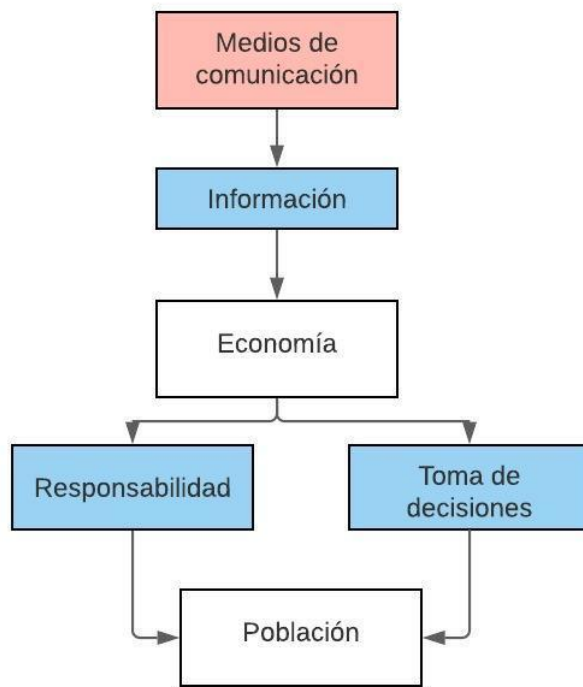 Medios de
comunicación
Información
Economía
Responsabilidad
Toma de
decisiones
Población